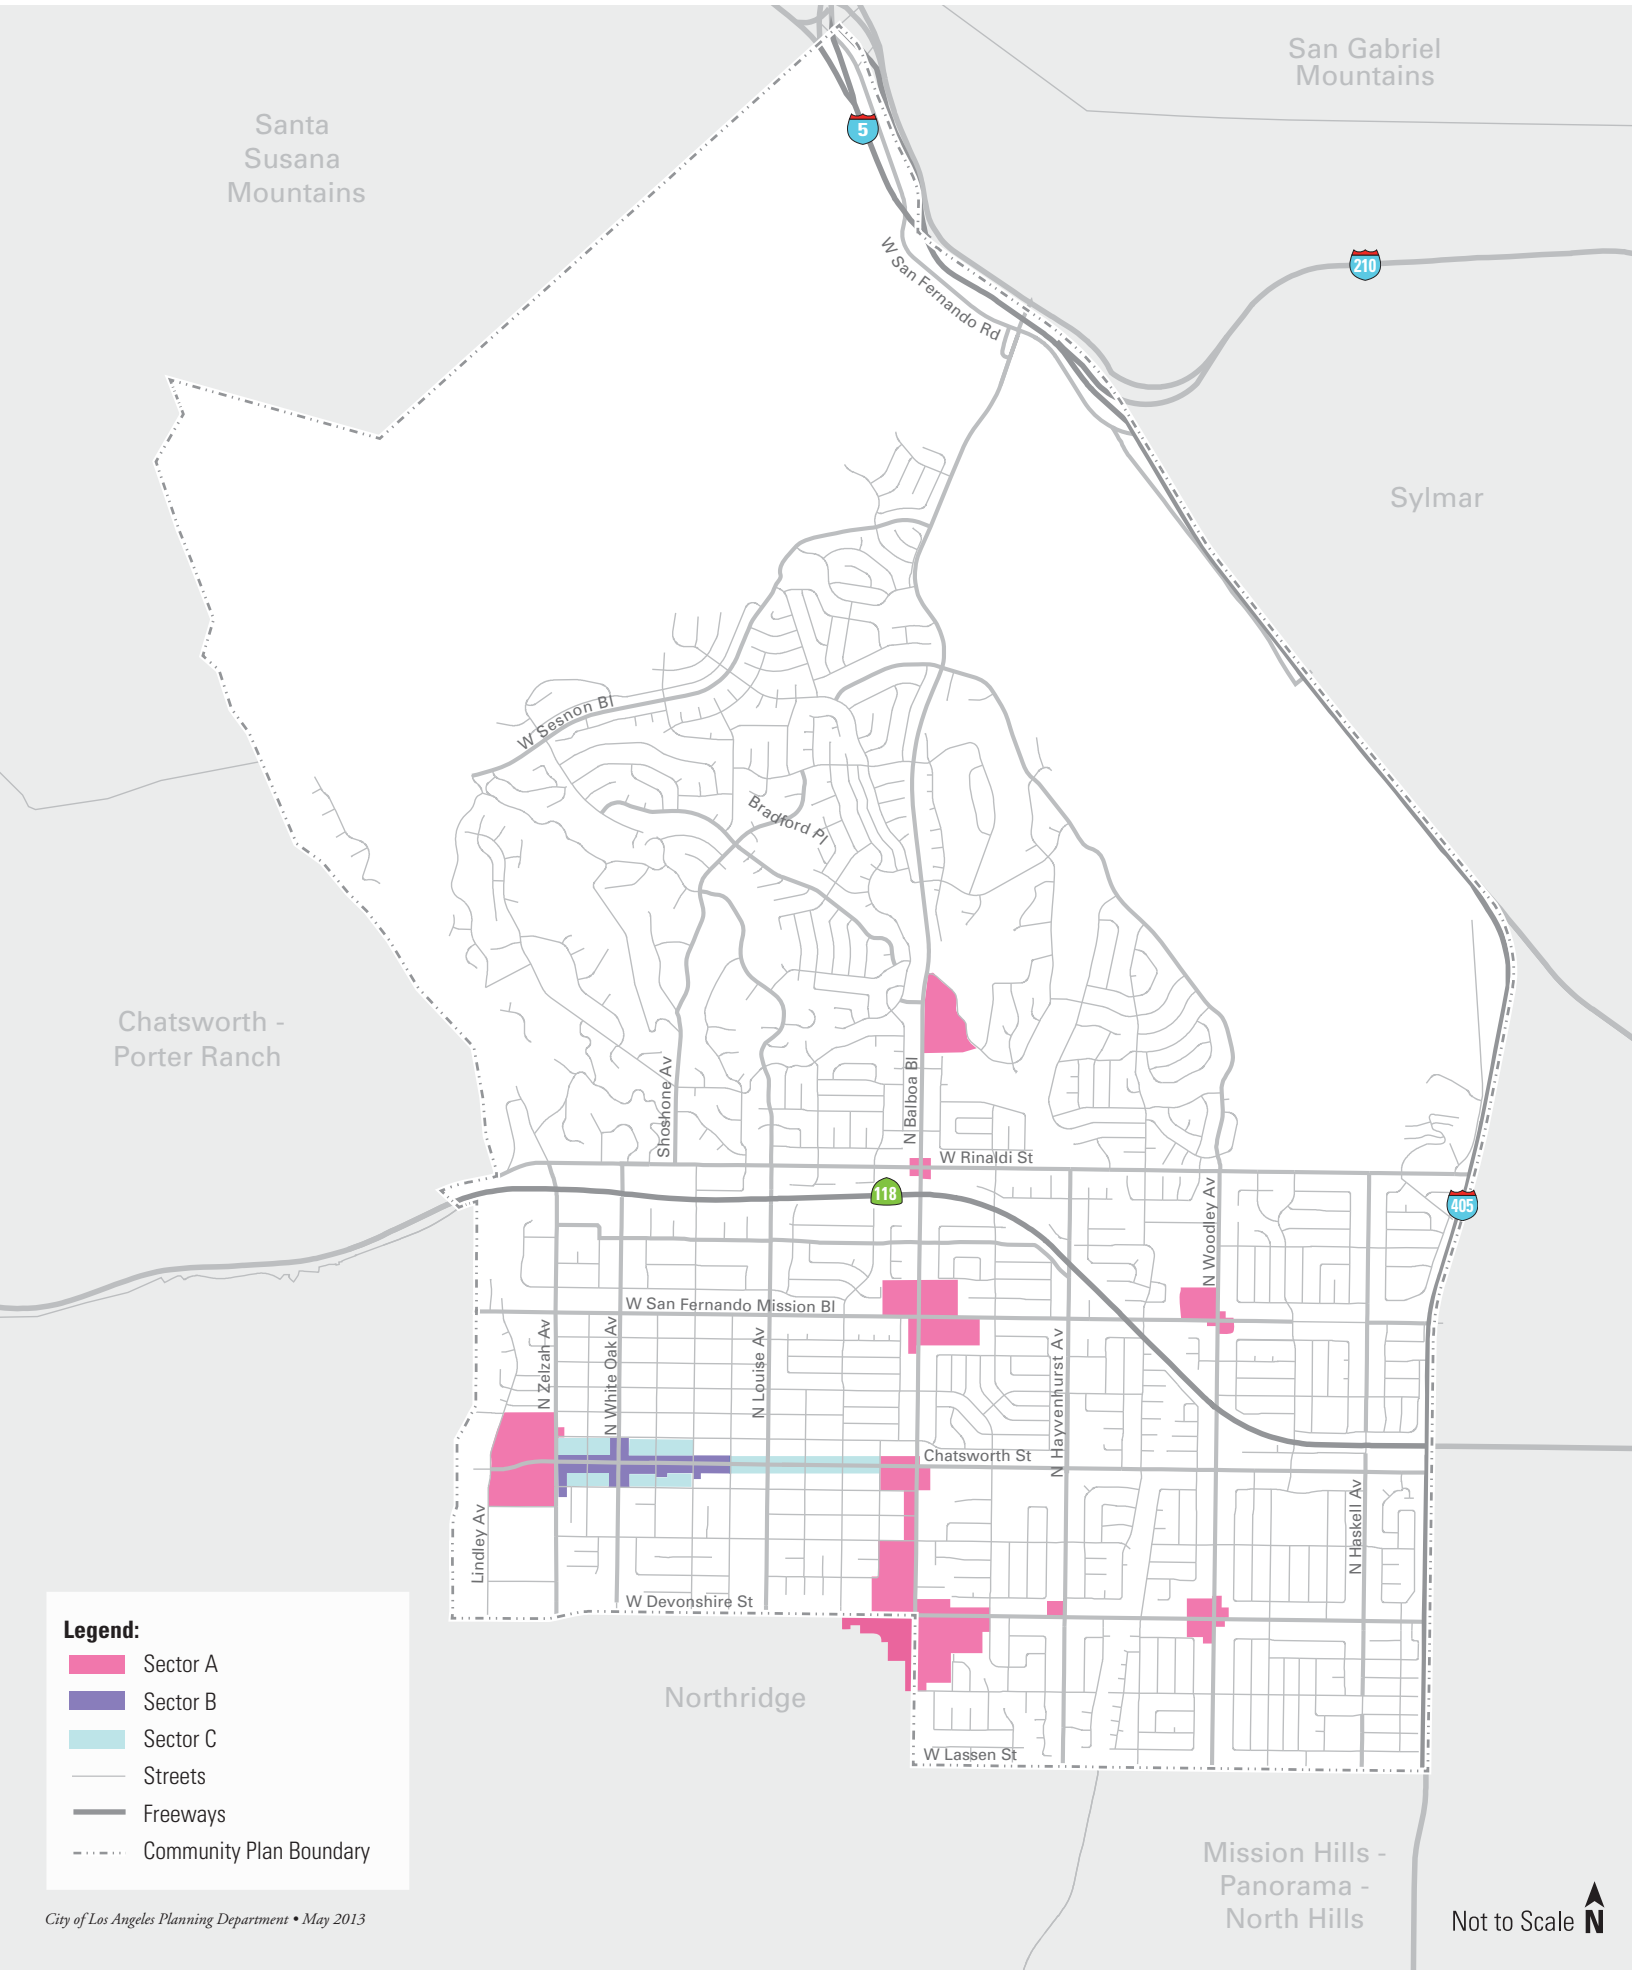 San Gabriel
Mountains
Santa
Susana
Mountains
5
210
W San Fernando Rd
Sylmar
W Sesnon Bl
Bradford Pl
Chatsworth -
Porter Ranch
Shoshone Av
N Balboa Bl
W Rinaldi St
118
405
N Woodley Av
W San Fernando Mission Bl
N Zelzah Av
N White Oak Av
N Louise Av
N Hayvenhurst Av
Chatsworth St
Lindley Av
N Haskell Av
W Devonshire St
Northridge
W Lassen St
Legend:
Sector A
Sector B
Sector C
Streets
Freeways
Community Plan Boundary
City of Los Angeles Planning Department • May 2013
Mission Hills -
Panorama -
North Hills
Not to Scale N